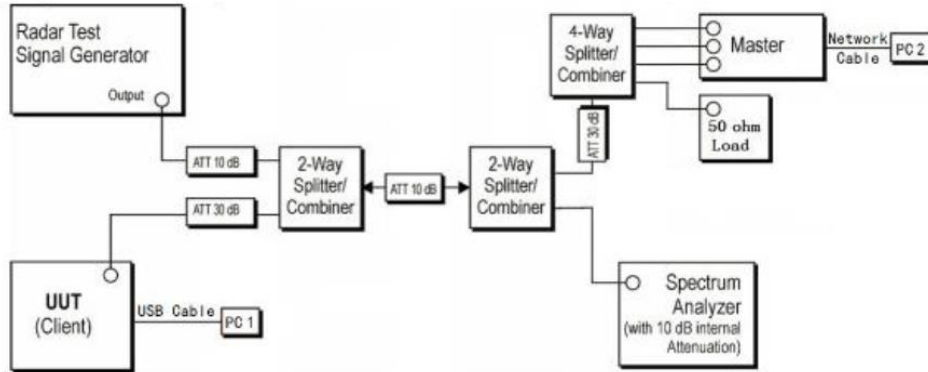 Radar Test
Signal Generator
Output
ATT 10 dB
ATT 30 dB
2-Way
Splitter/
Combiner
ATT 10 dB
2-Way
Splitter/
Combiner
ATT 30 dB
4-Way
Splitter/
Combiner
Master
Network
Cable
PC 2
50 ohm
Load
UUT
(Client)
USB Cable
PC 1
Spectrum
Analyzer
(with 10 dB internal
Attenuation)